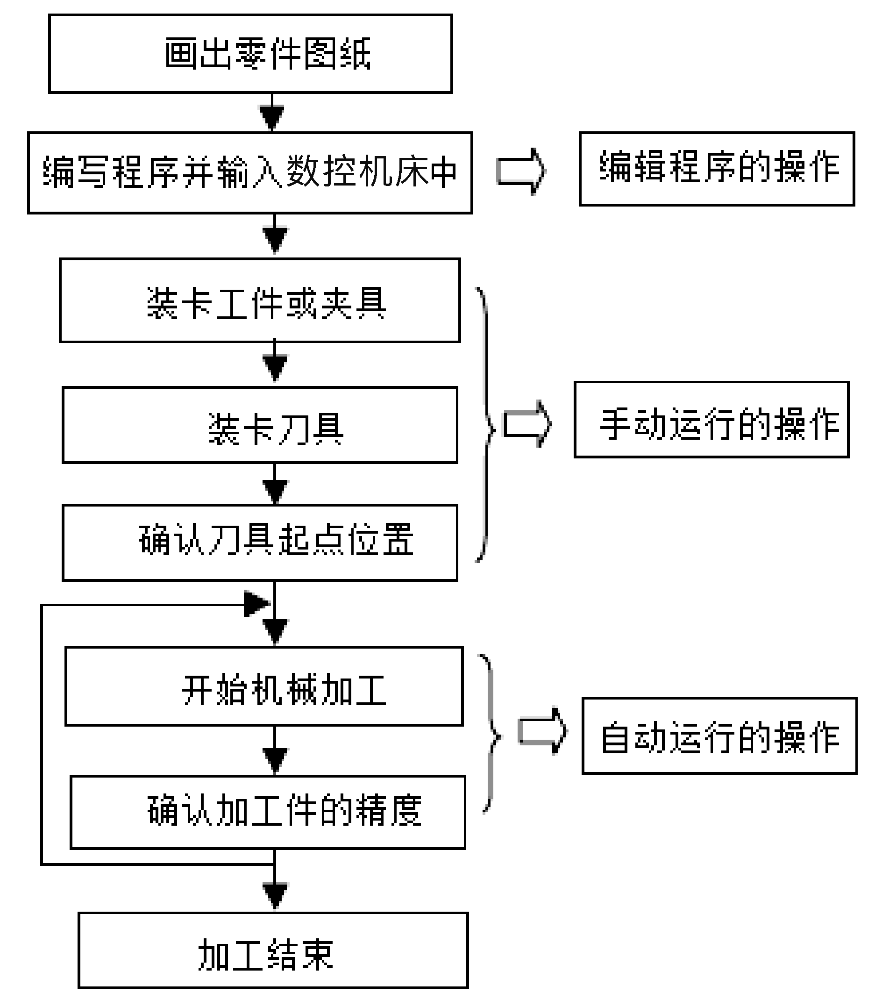 画出零件图纸
编写程序并输入数控机床中
编辑程序的操作
装卡工件或夹具
装卡刀具
手动运行的操作
确认刀具起点位置
开始机械加工
自动运行的操作
确认加工件的精度
加工结束